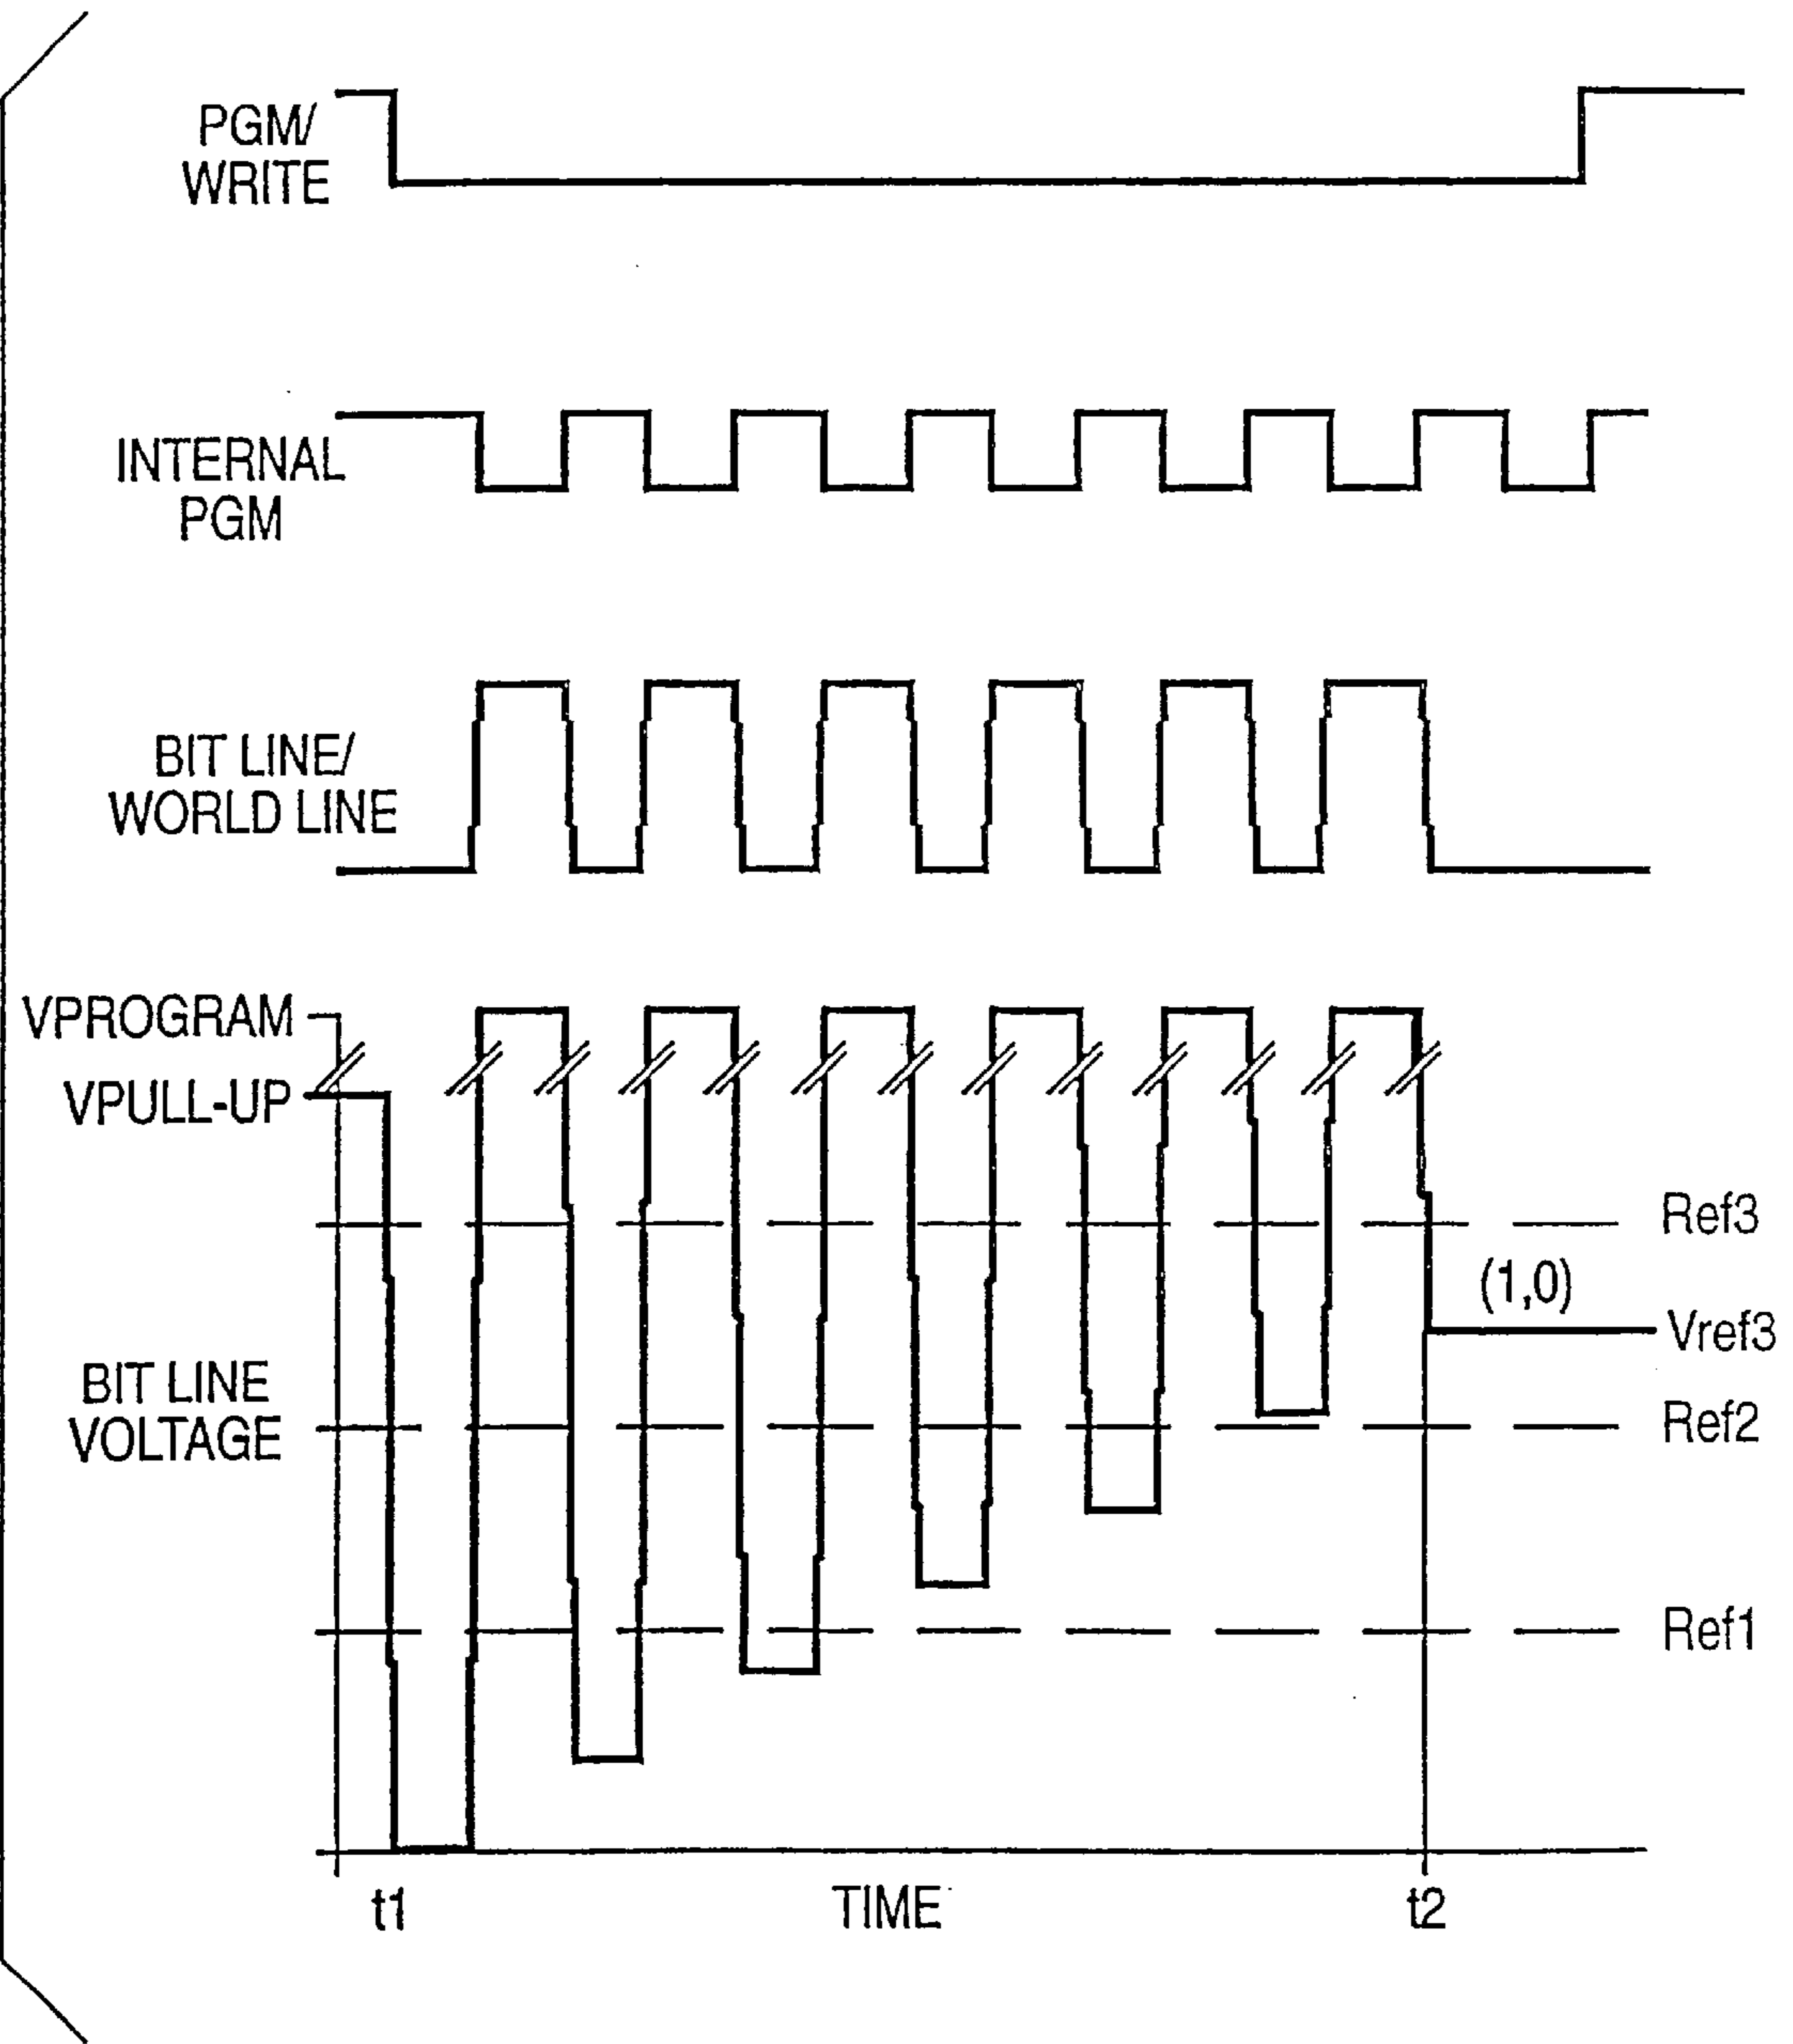 PGM/
WRITE
INTERNAL
PGM
BIT LINE/
WORLD LINE
VPROGRAM
VPULL-UP
Ref3
(1,0)
Vref3
BIT LINE
VOLTAGE
Ref2
Ref1
t1
TIME
t2